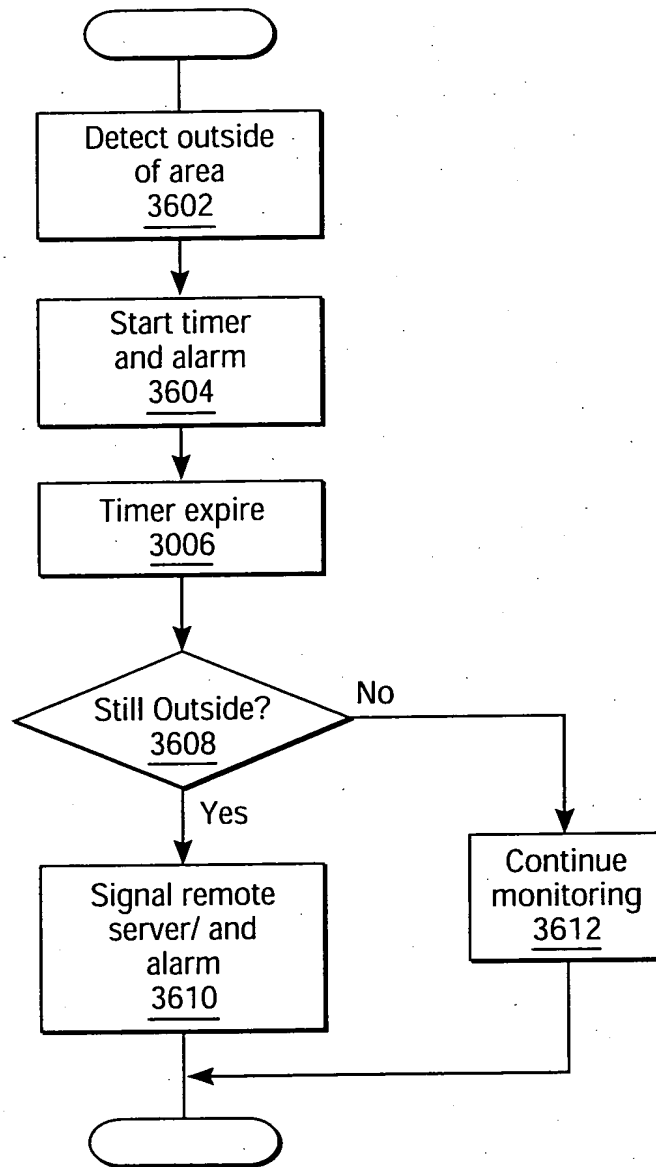 Detect outside
of area
3602
Start timer
and alarm
3604
Timer expire
3006
Still Outside?
3608
No
Yes
Signal remote
server/ and
alarm
3610
Continue
monitoring
3612